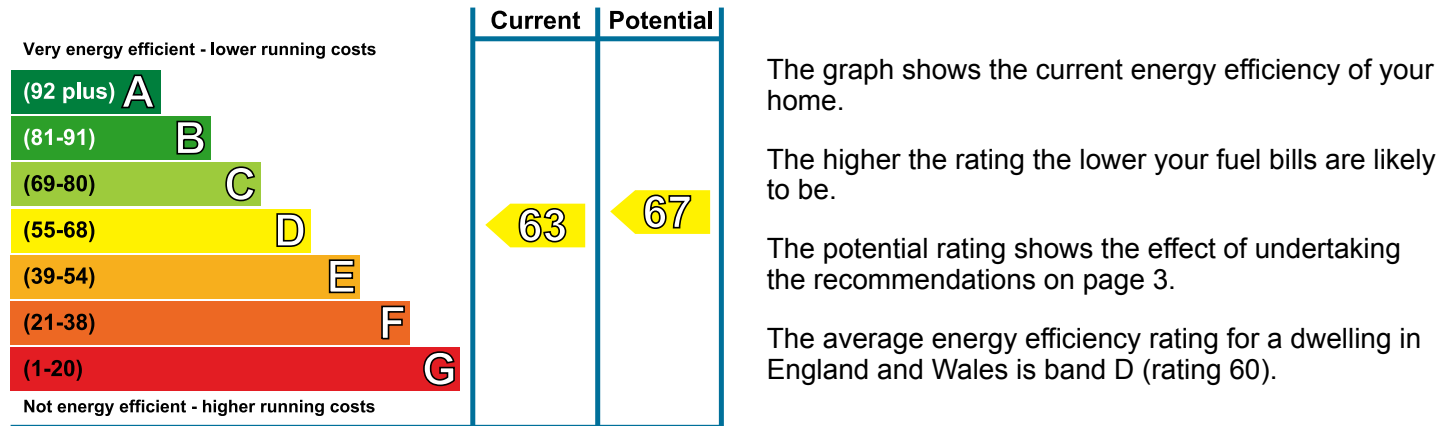 Current Potential
Very energy efficient - lower running costs
(92 plus) A
(81-91) B
(69-80) C
(55-68) D
(39-54) E
(21-38) F
(1-20) G
Not energy efficient - higher running costs
63 67
The graph shows the current energy efficiency of your
home.
The higher the rating the lower your fuel bills are likely
to be.
The potential rating shows the effect of undertaking
the recommendations on page 3.
The average energy efficiency rating for a dwelling in
England and Wales is band D (rating 60).